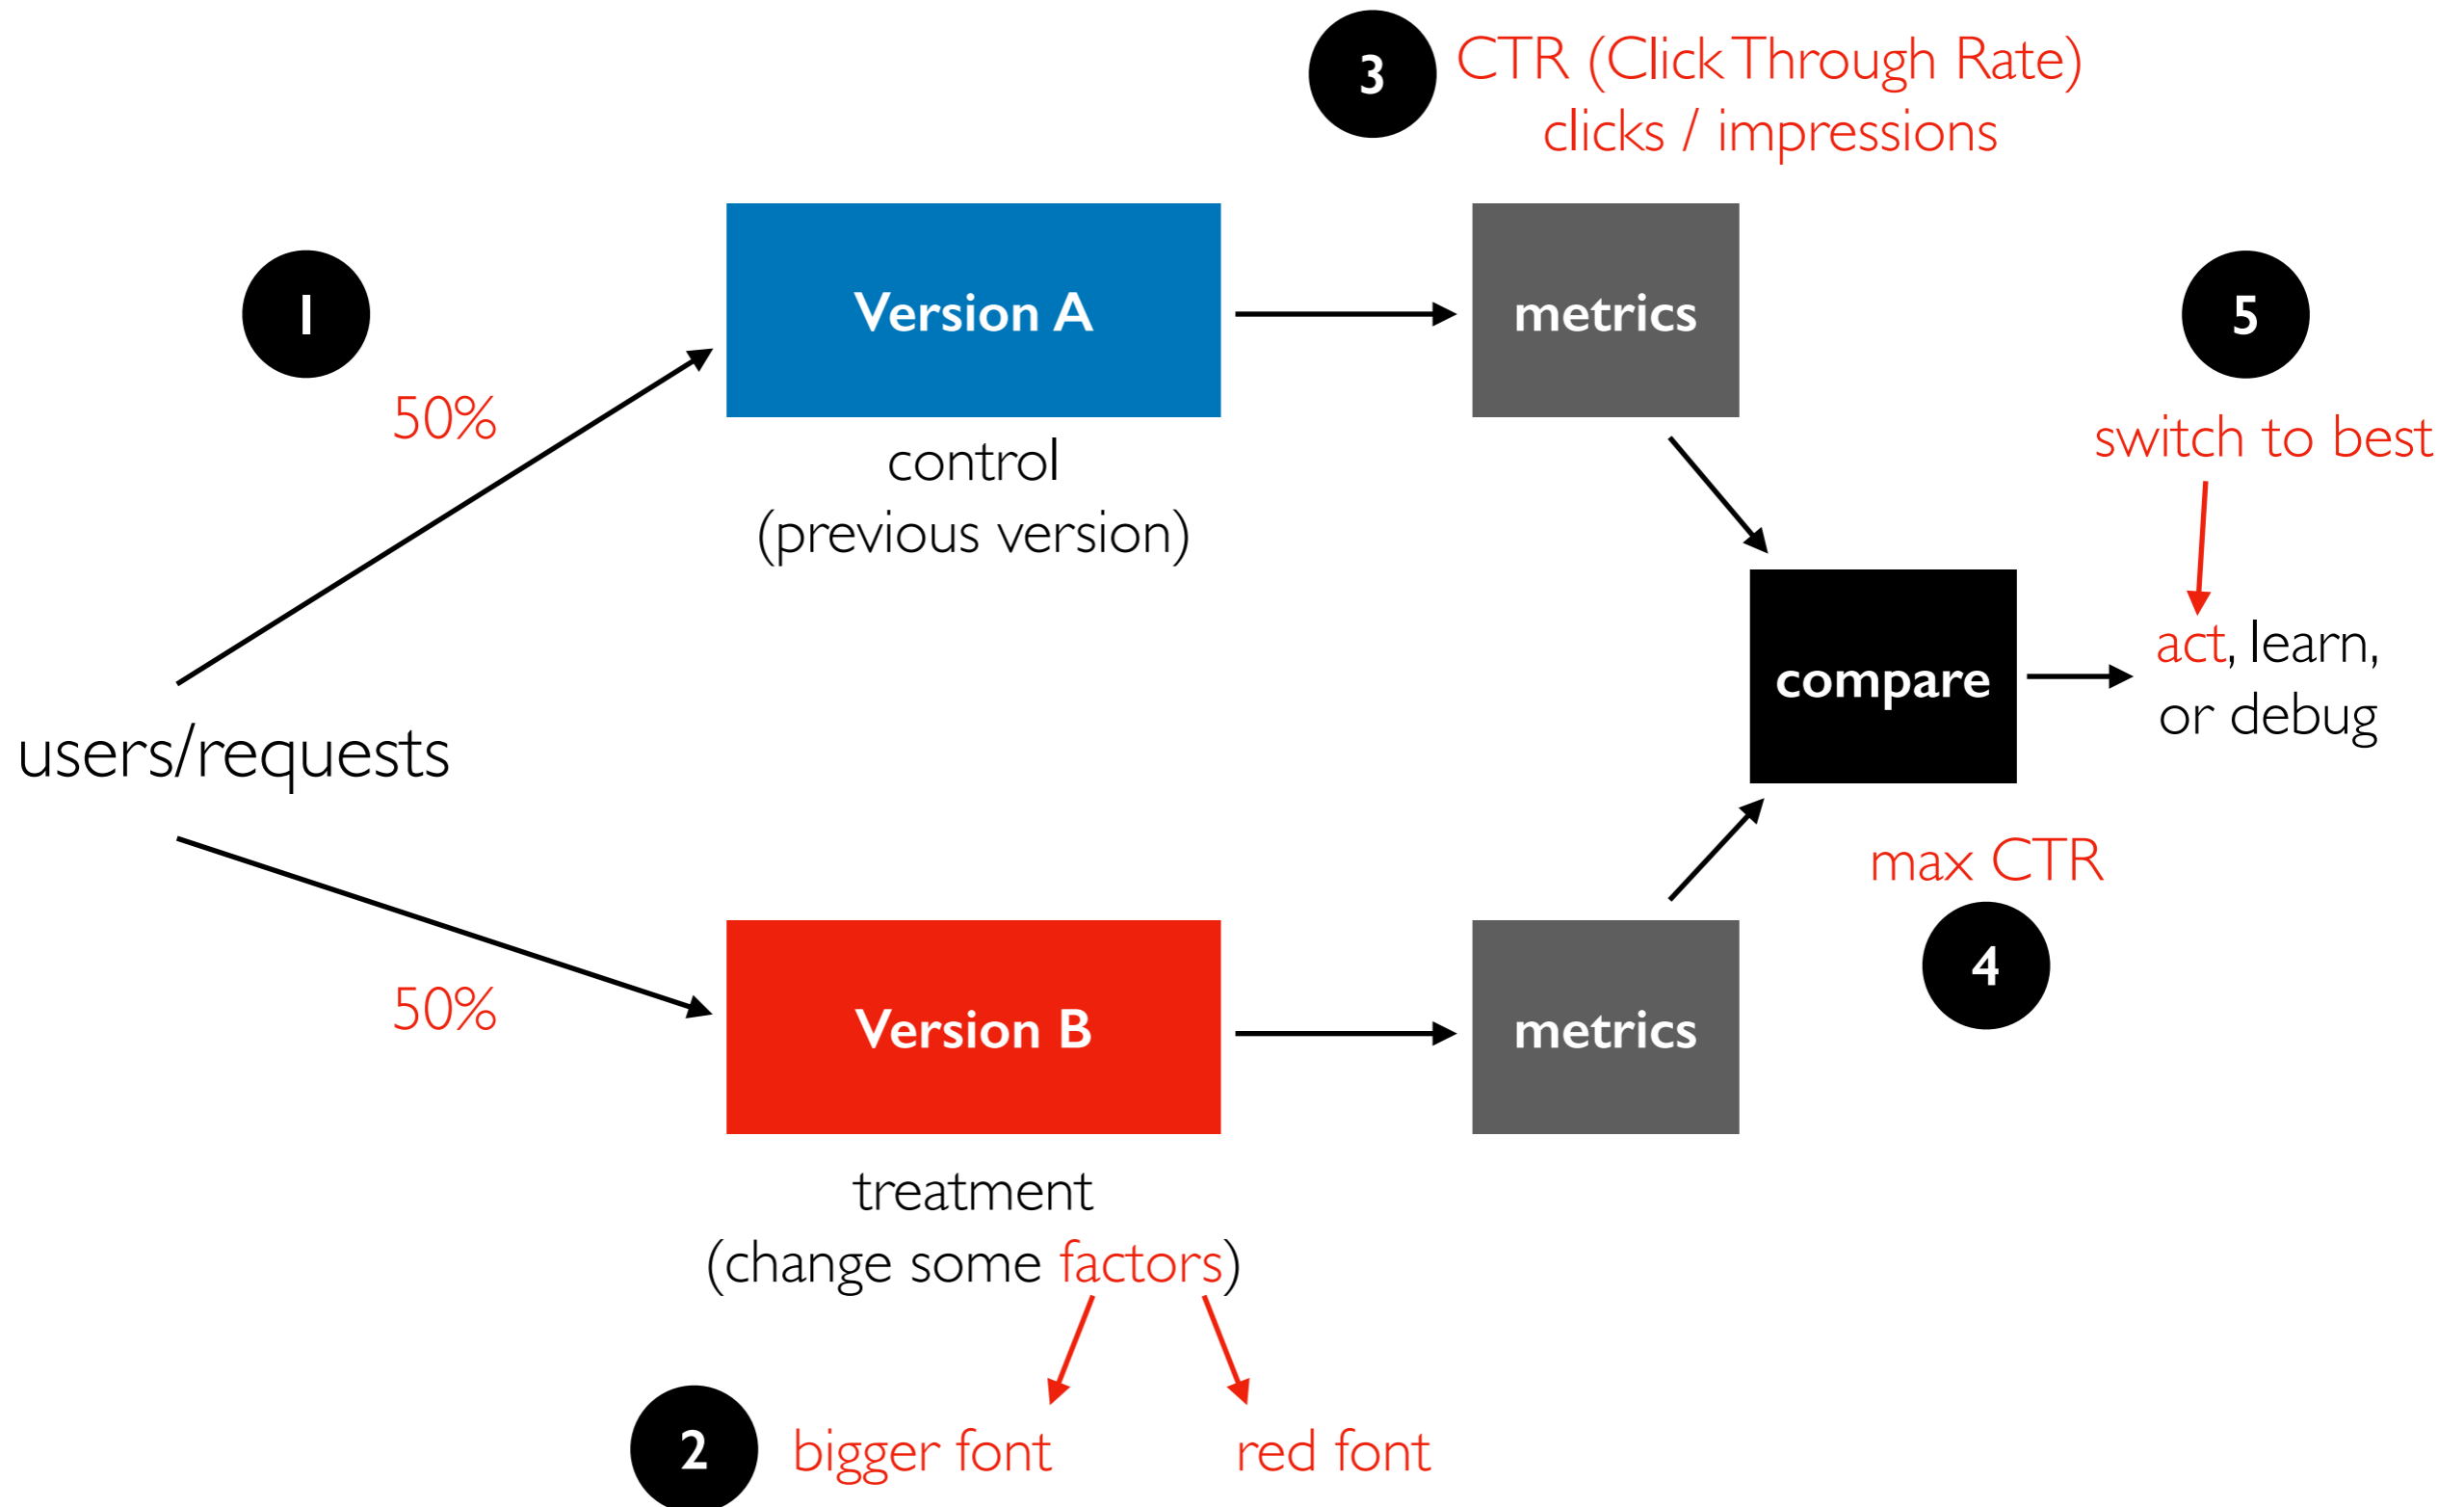 3
CTR (Click Through Rate)
clicks / impressions
1
50%
Version A
metrics
5
switch to best
control
(previous version)
users/requests
compare
act, learn,
or debug
max CTR
4
50%
Version B
metrics
treatment
(change some factors)
2
bigger font
red font